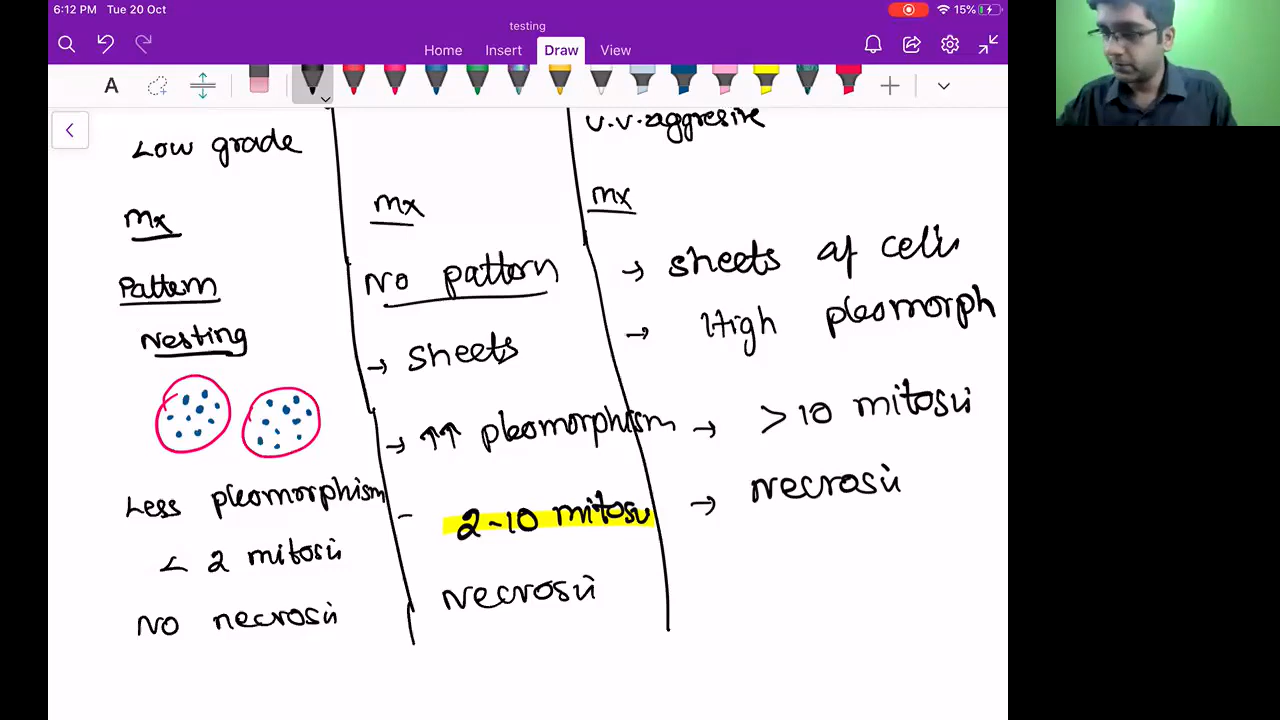 6:12 PM Tue 20 Oct
15%
testing
Home Insert Draw View
A
Low grade
Mx
Pattern
Nesting
Less pleomorphism
< 2 mitosis
No necrosis
Mx
No pattern
→ sheets
→ ↑↑ pleomorphism
- 2-10 mitosis
Necrosis
v.v.aggresive
Mx
→ sheets of cells
→ High pleomorph
→ >10 mitosis
→ Necrosis